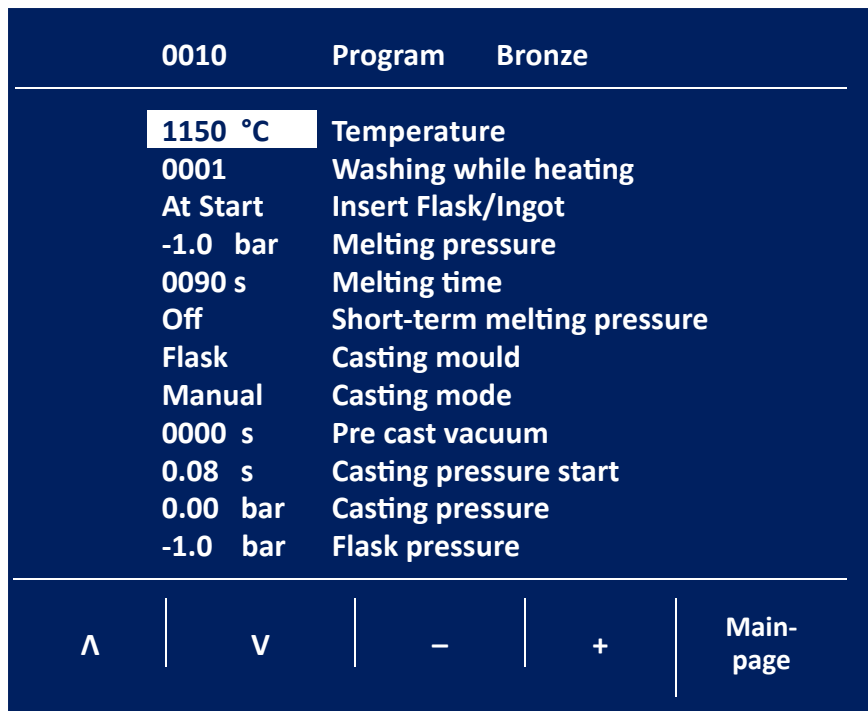 0010 Program Bronze
1150 °C Temperature
0001 Washing while heating
At Start Insert Flask/Ingot
-1.0 bar Melting pressure
0090 s Melting time
Off Short-term melting pressure
Flask Casting mould
Manual Casting mode
0000 s Pre cast vacuum
0.08 s Casting pressure start
0.00 bar Casting pressure
-1.0 bar Flask pressure
Λ V – + Main-
page